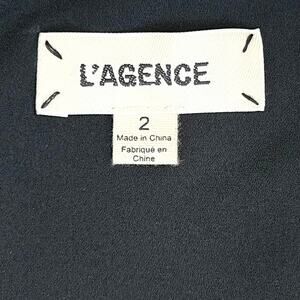 L'AGENCE
2
Made in China
Fabriqué en
Chine